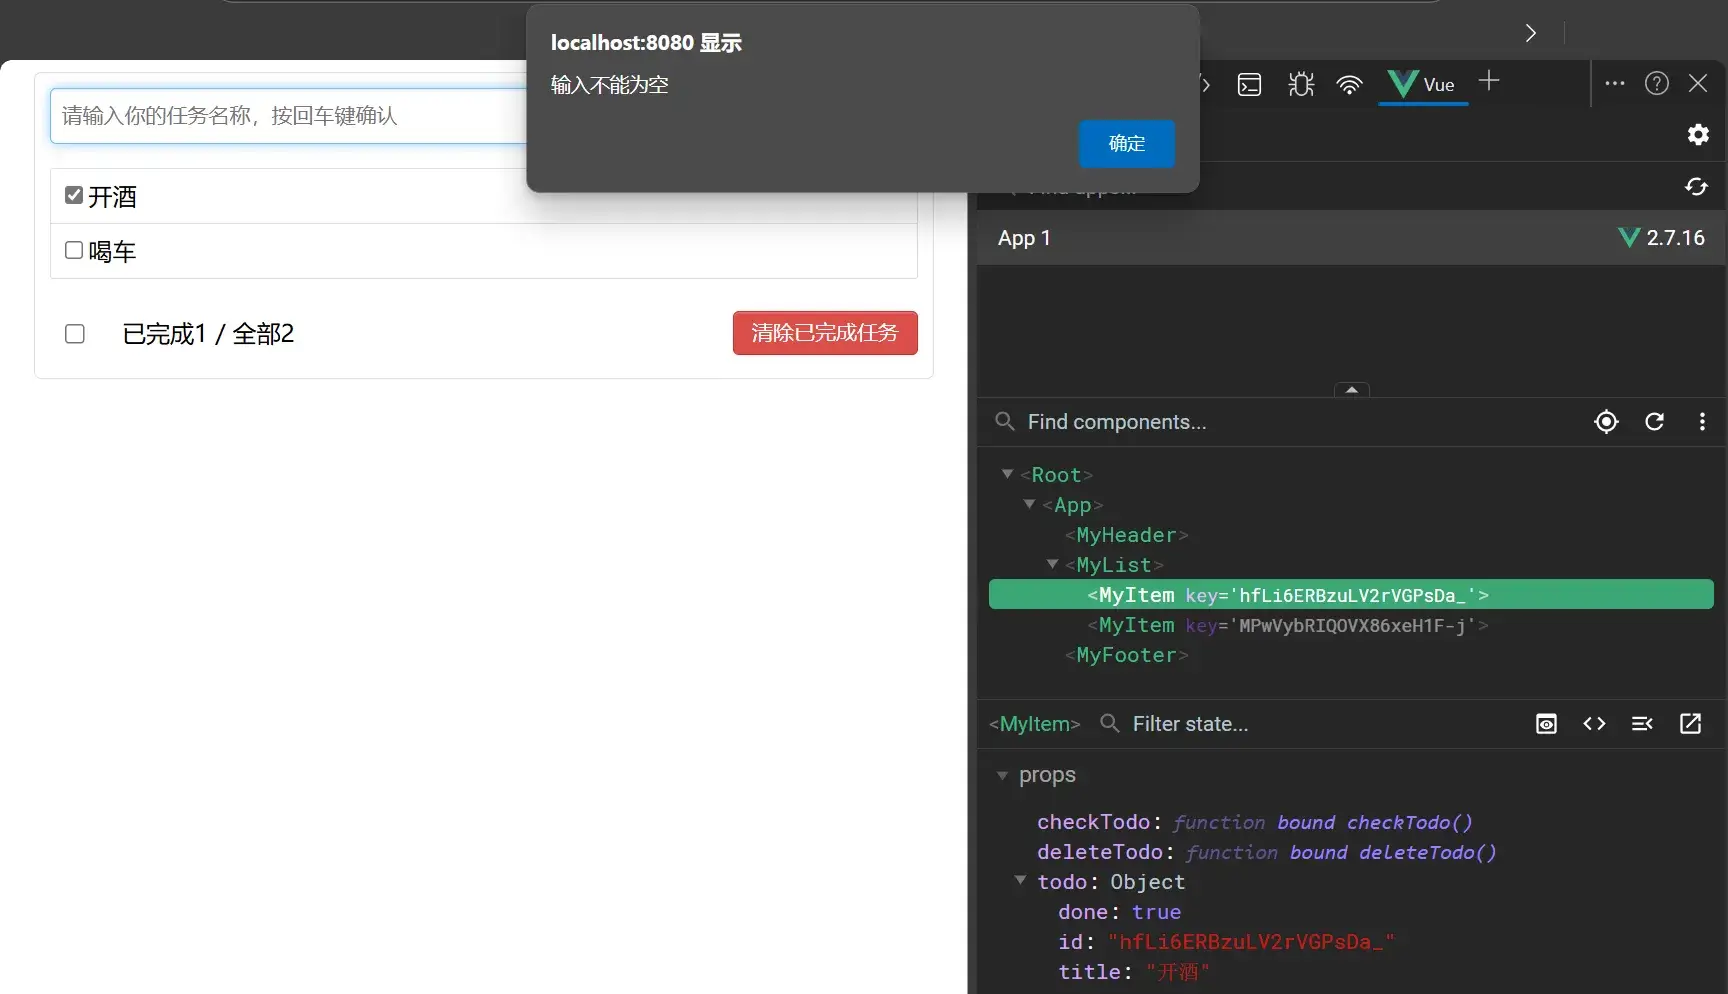 localhost:8080 显示
输入不能为空
确定
请输入你的任务名称，按回车键确认
开酒
喝车
已完成1 / 全部2
清除已完成任务
Vue
App 1
2.7.16
Find components...
<Root>
<App>
<MyHeader>
<MyList>
<MyItem key='hfLi6ERBzuLV2rVGPsDa_'>
<MyItem key='MPwVybRIQOVX86xeH1F-j'>
<MyFooter>
<MyItem> Filter state...
props
checkTodo: function bound checkTodo()
deleteTodo: function bound deleteTodo()
todo: Object
done: true
id: "hfLi6ERBzuLV2rVGPsDa_"
title: "开酒"